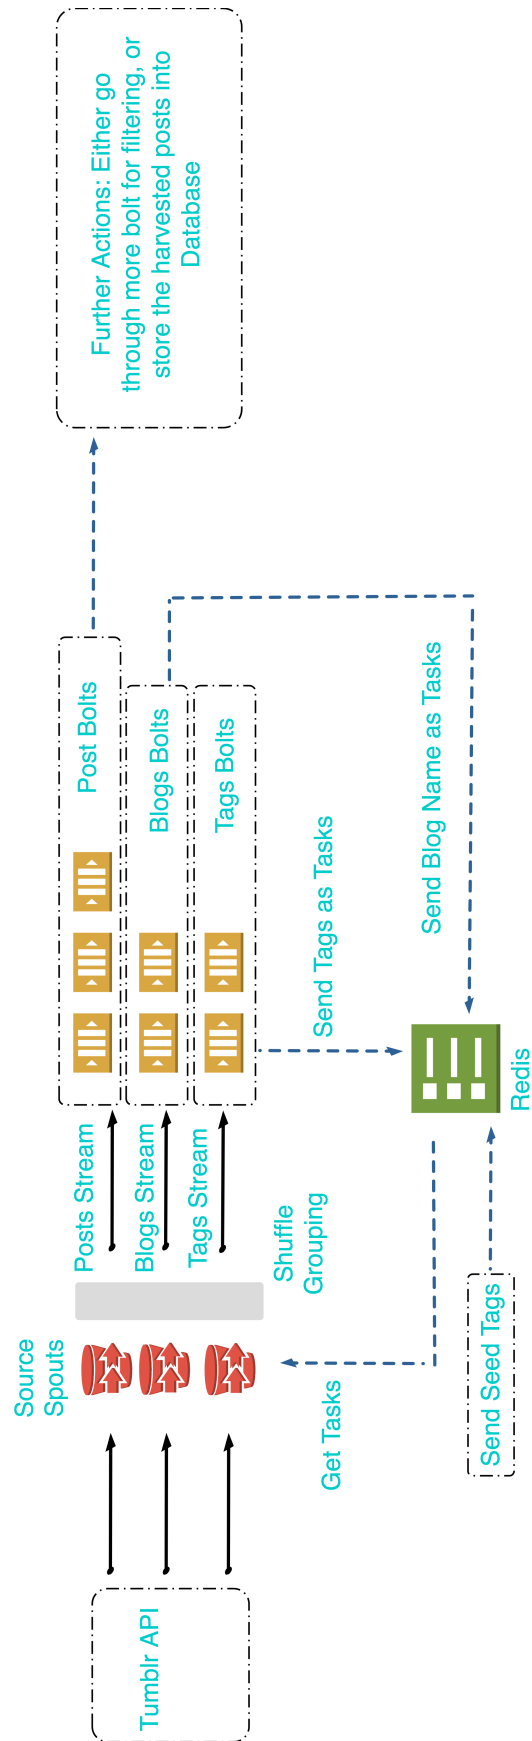 Tumblr API
Source
Spouts
Shuffle
Grouping
Posts Stream
Blogs Stream
Tags Stream
Post Bolts
Blogs Bolts
Tags Bolts
Further Actions: Either go
through more bolt for filtering, or
store the harvested posts into
Database
Get Tasks
Send Tags as Tasks
Send Blog Name as Tasks
Send Seed Tags
Redis